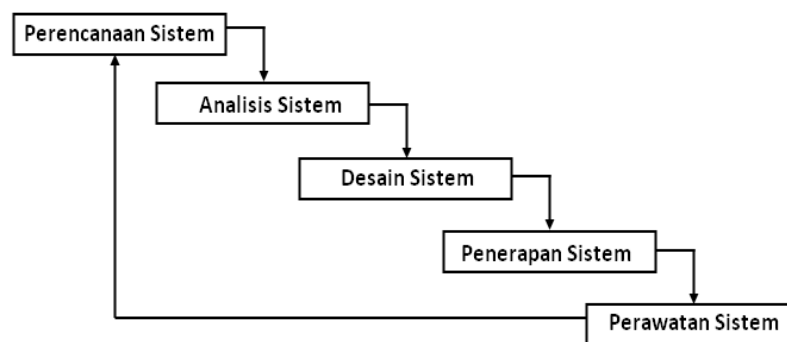 Perencanaan Sistem
Analisis Sistem
Desain Sistem
Penerapan Sistem
Perawatan Sistem